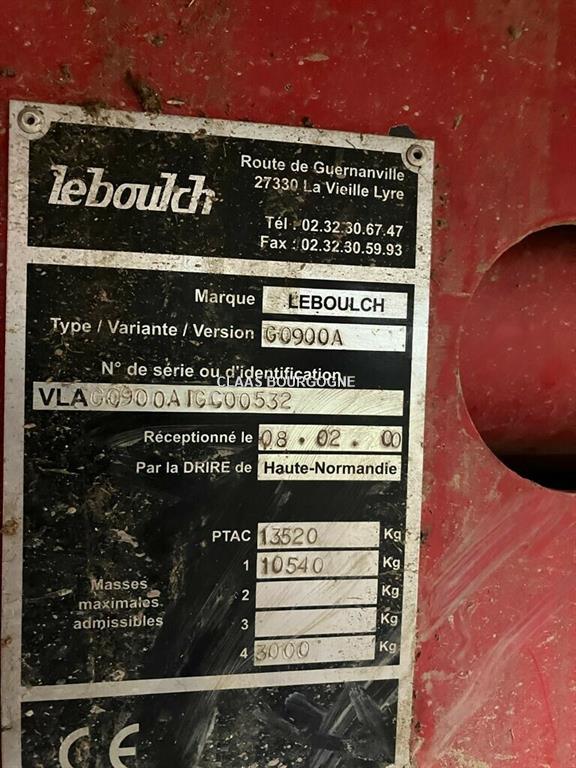 leboulch
Route de Guernanville
27330 La Vieille Lyre
Tél : 02.32.30.67.47
Fax : 02.32.30.59.93
Marque LEBOULCH
Type / Variante / Version G0900A
N° de série ou d'identification
CLAAS BOURGOGNE
VLA G0900A1GC00532
Réceptionné le 08.02.00
Par la DRIRE de Haute-Normandie
PTAC 13520 Kg
1 10540 Kg
Masses maximales admissibles
2 Kg
3 Kg
4 3000 Kg
CE